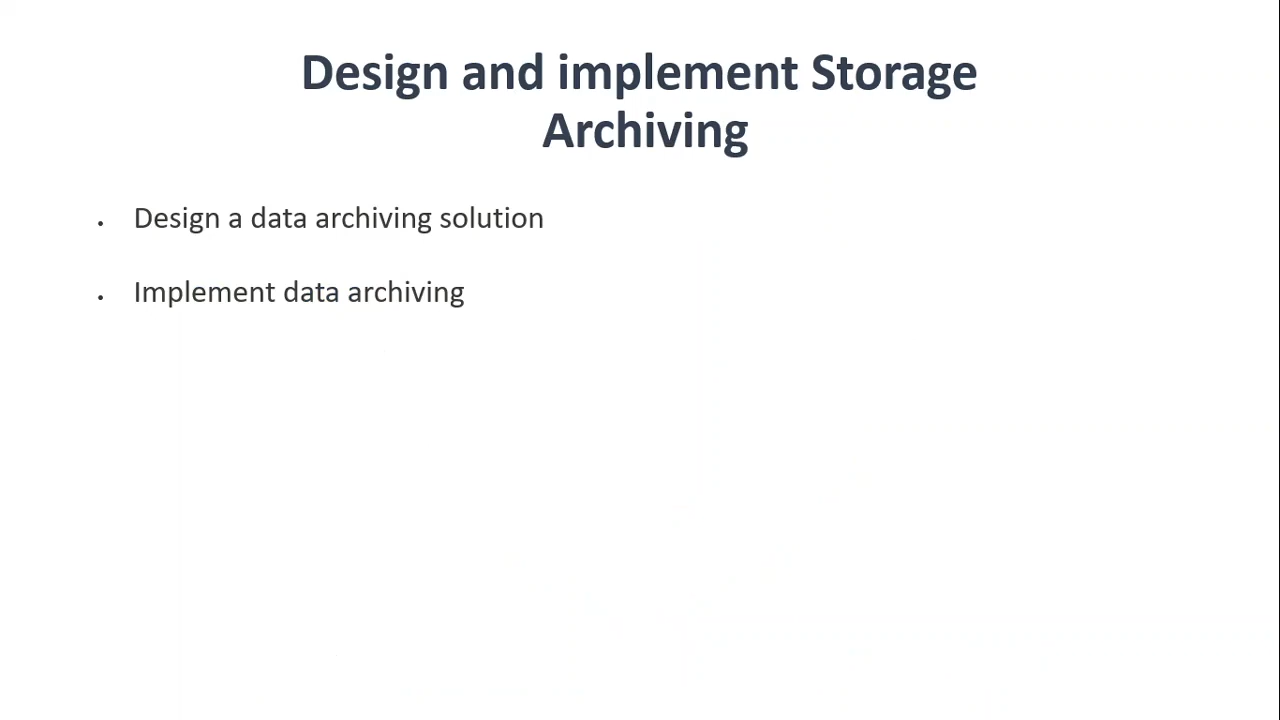 Design and implement Storage
Archiving
• Design a data archiving solution
• Implement data archiving